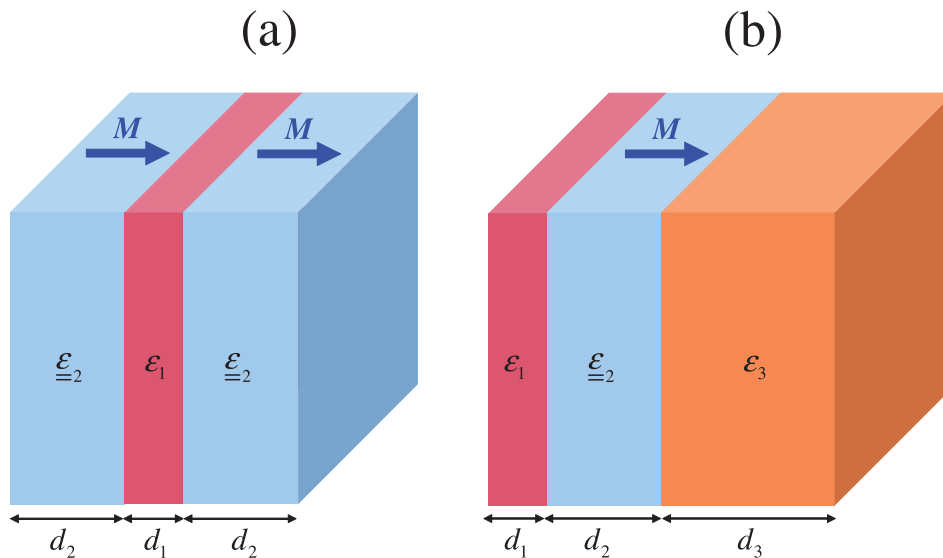 (a) (b)
M M M
ε₂ ε₁ ε₂ ε₁ ε₂ ε₃
d₂ d₁ d₂ d₁ d₂ d₃